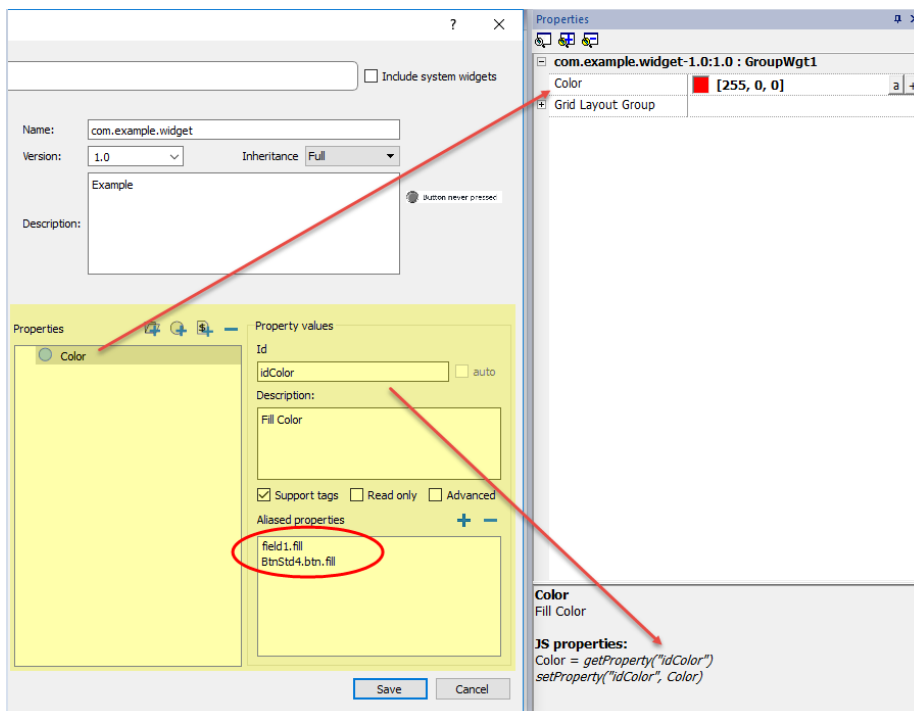 ?
Include system widgets
Name:
com.example.widget
Version:
1.0
Inheritance
Full
Description:
Example
Button never pressed
Properties
Color
Property values
Id
idColor
auto
Description:
Fill Color
Support tags
Read only
Advanced
Aliased properties
field1.fill
BtnStd4.btn.fill
Save
Cancel
Properties
com.example.widget-1.0:1.0 : GroupWgt1
Color
[255, 0, 0]
a +
Grid Layout Group
Color
Fill Color
JS properties:
Color = getProperty("idColor")
setProperty("idColor", Color)